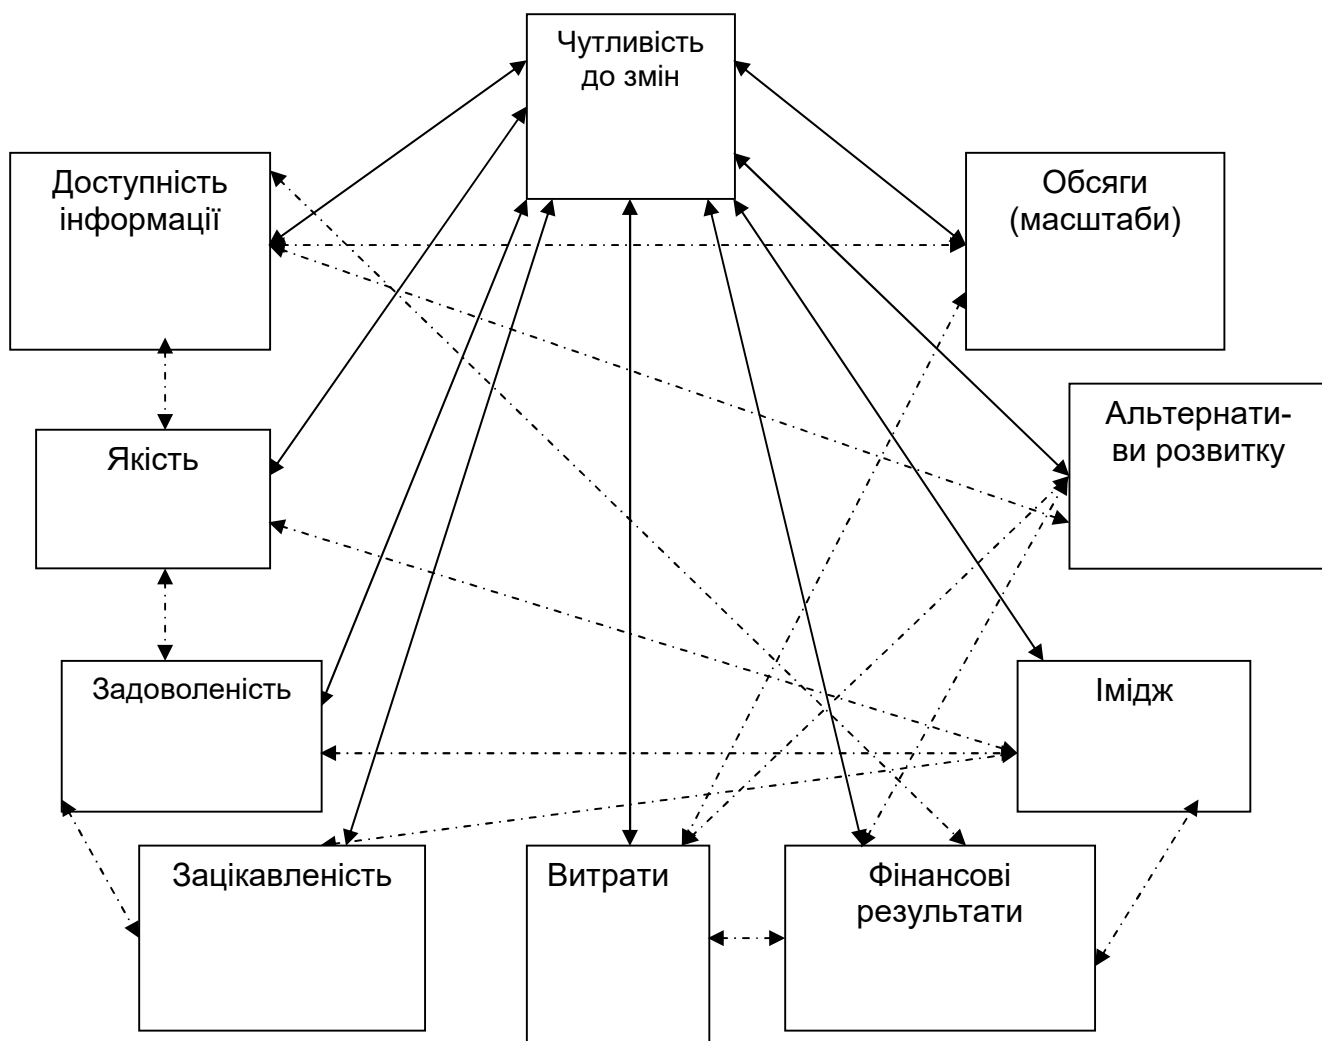 Чутливість
до змін
Доступність
інформації
Обсяги
(масштаби)
Альтернати-
ви розвитку
Якість
Задоволеність
Імідж
Зацікавленість
Витрати
Фінансові
результати